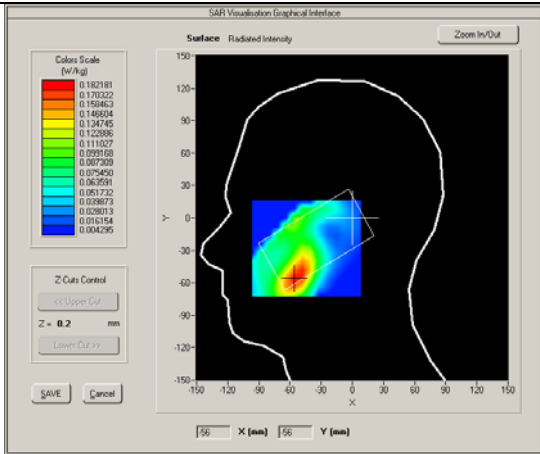 SAR Visualisation Graphical Interface
Surface Radiated Intensity
Zoom In/Out
Colors Scale
(W/kg)
0.182181
0.170322
0.158463
0.146604
0.134745
0.122886
0.111027
0.099168
0.087309
0.075450
0.063591
0.051732
0.039873
0.028013
0.016154
0.004295
Z-Cuts Control
<< Upper Cut
Z = 0.2 mm
Lower Cut >>
SAVE Cancel
150
120
90
60
30
0
-30
-60
-90
-120
-150
Y
-150 -120 -90 -60 -30 0 30 60 90 120 150
X
-56 X (mm) -56 Y (mm)